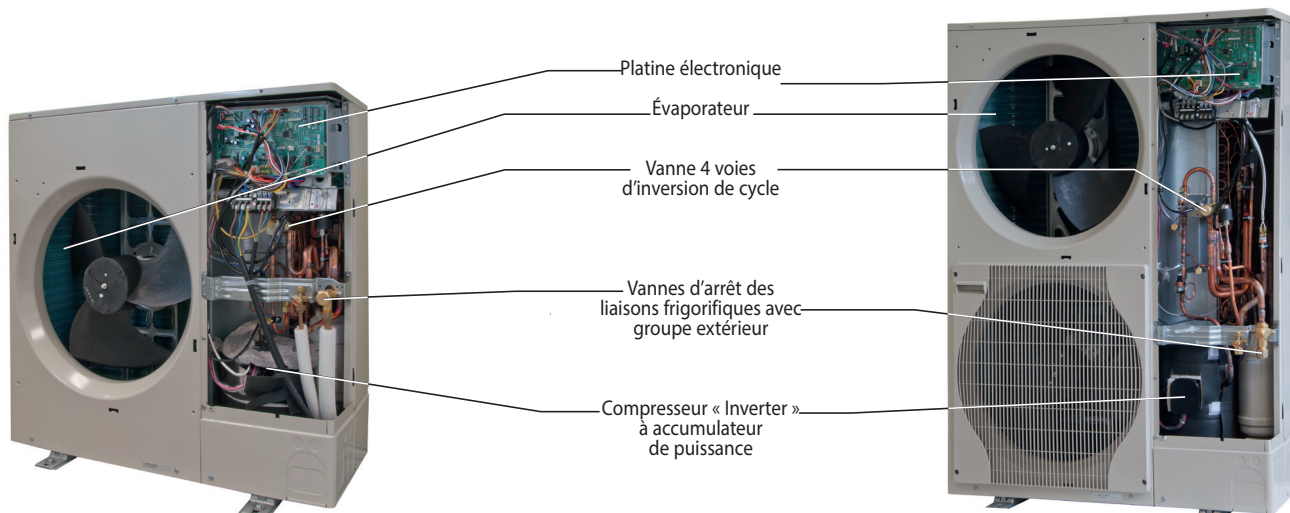 Platine électronique
Évaporateur
Vanne 4 voies
d’inversion de cycle
Vannes d’arrêt des
liaisons frigorifiques avec
groupe extérieur
Compresseur « Inverter »
à accumulateur
de puissance